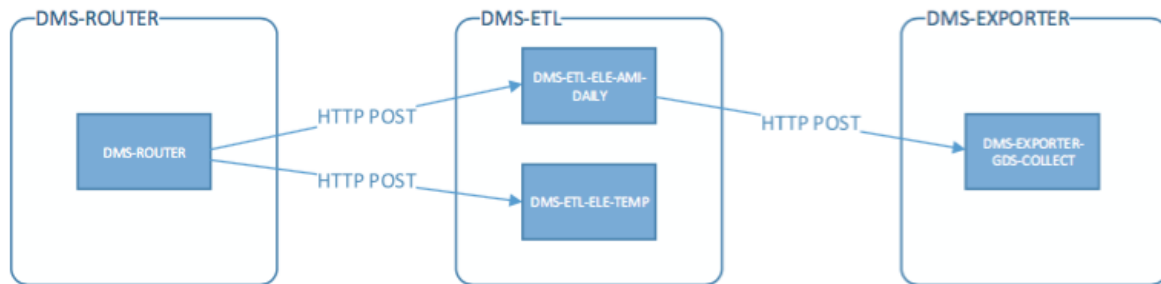 DMS-ROUTER
DMS-ETL
DMS-EXPORTER
DMS-ETL-ELE-AMI-
DAILY
HTTP POST
HTTP POST
DMS-ROUTER
DMS-EXPORTER-
GDS-COLLECT
HTTP POST
DMS-ETL-ELE-TEMP